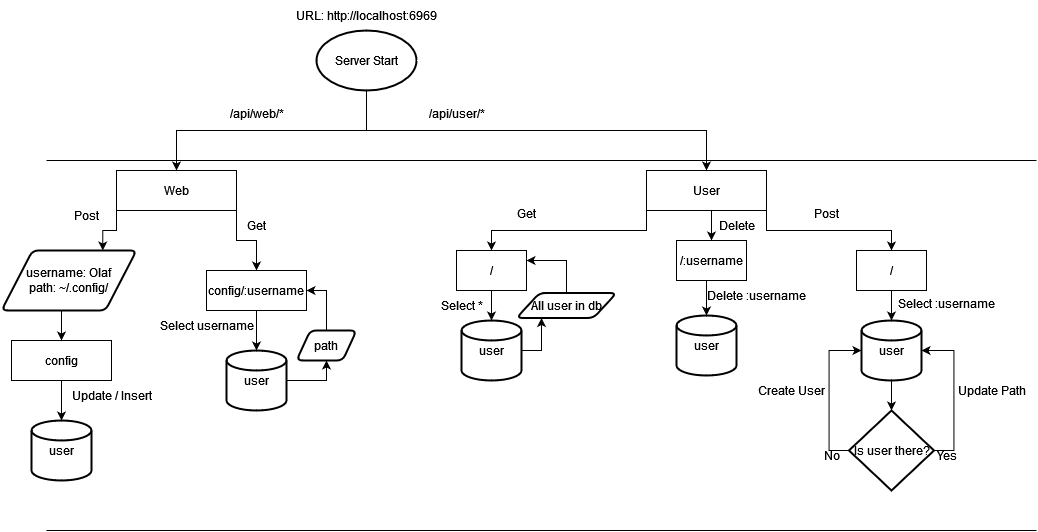 URL: http://localhost:6969
Server Start
/api/web/*
/api/user/*
Web
User
Post
Get
Get
Delete
Post
username: Olaf
path: ~/.config/
config/:username
/
/:username
/
Select username
path
Select *
All user in db
Delete :username
Select :username
config
user
user
user
user
Update / Insert
user
Create User
Update Path
Is user there?
No
Yes